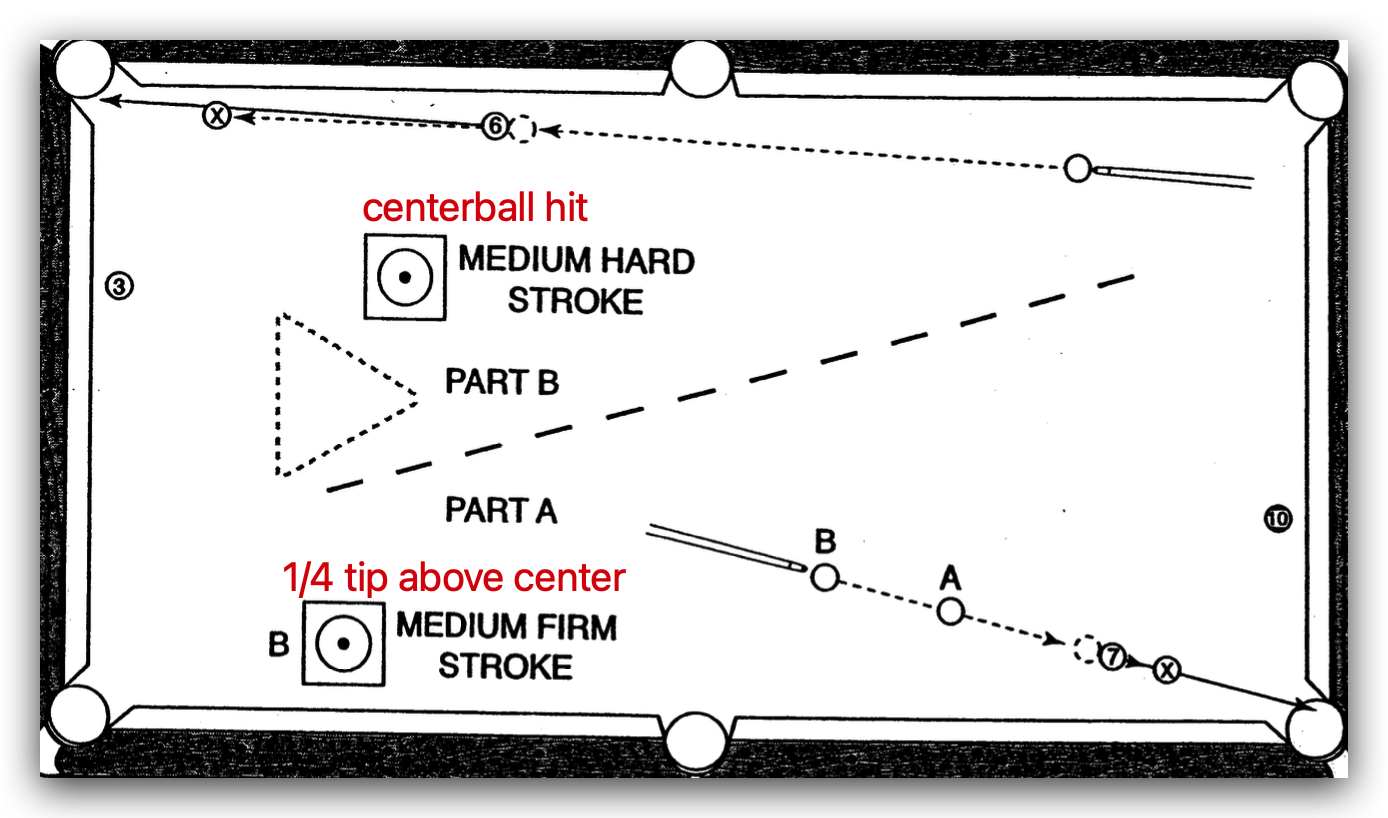 X
6
centerball hit
MEDIUM HARD
STROKE
3
PART B
PART A
10
B
A
1/4 tip above center
B
MEDIUM FIRM
STROKE
7
X